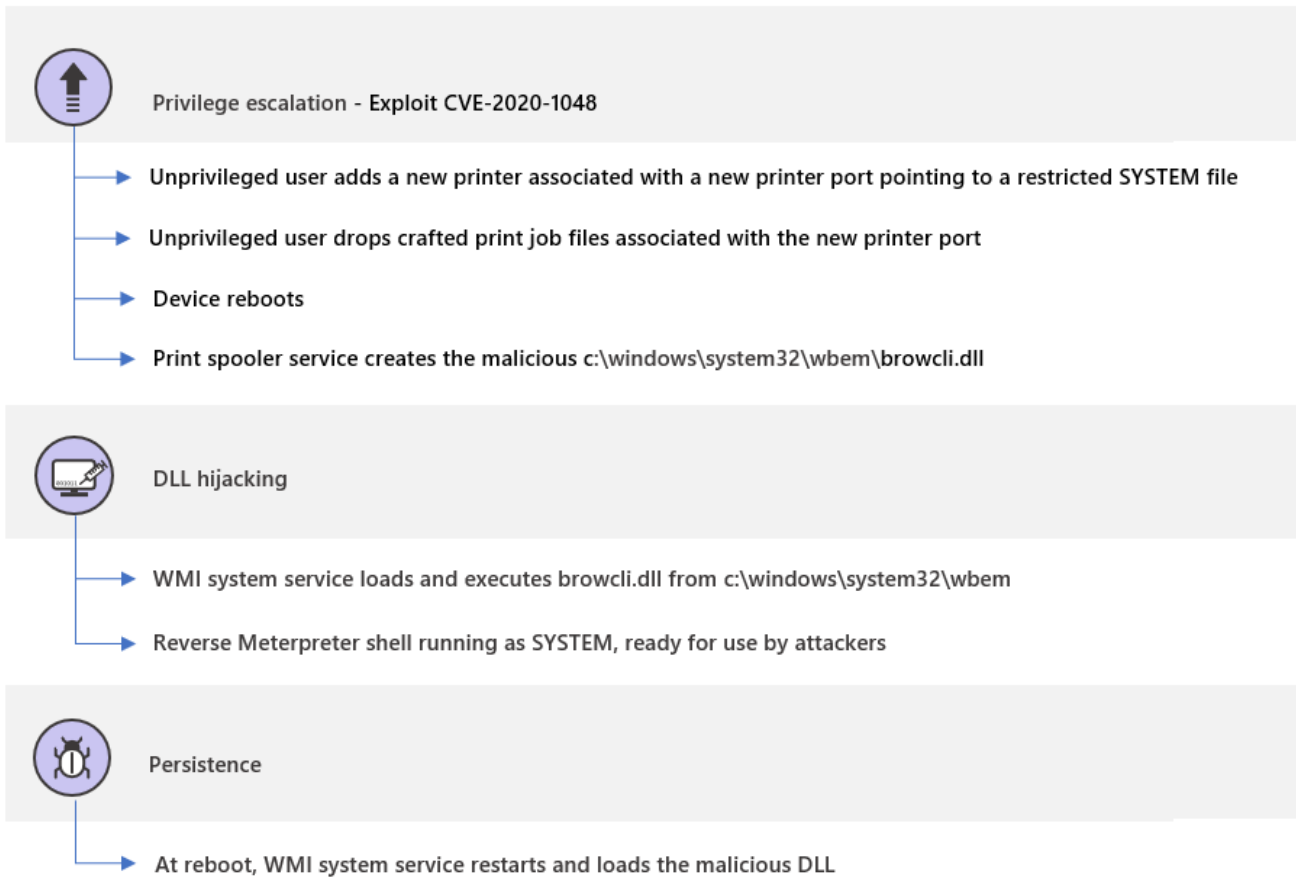 Privilege escalation - Exploit CVE-2020-1048
Unprivileged user adds a new printer associated with a new printer port pointing to a restricted SYSTEM file
Unprivileged user drops crafted print job files associated with the new printer port
Device reboots
Print spooler service creates the malicious c:\windows\system32\wbem\browcli.dll
DLL hijacking
WMI system service loads and executes browcli.dll from c:\windows\system32\wbem
Reverse Meterpreter shell running as SYSTEM, ready for use by attackers
Persistence
At reboot, WMI system service restarts and loads the malicious DLL